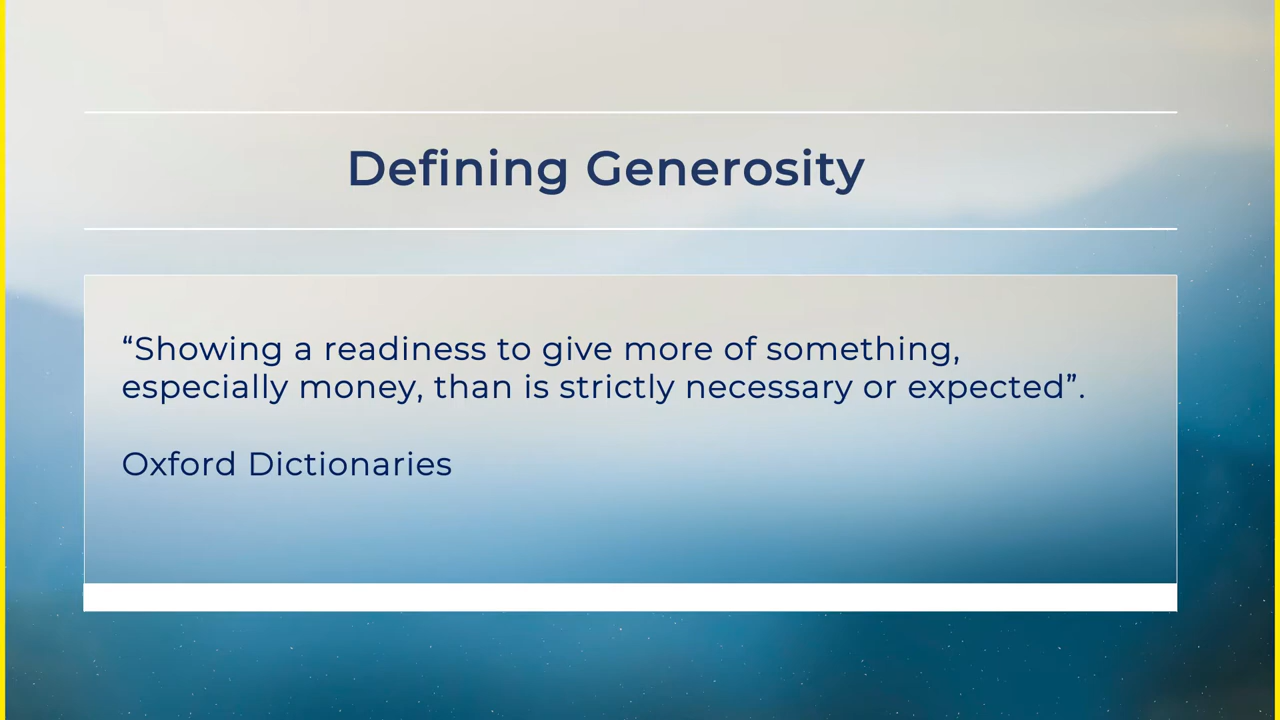 Defining Generosity
“Showing a readiness to give more of something,
especially money, than is strictly necessary or expected”.
Oxford Dictionaries